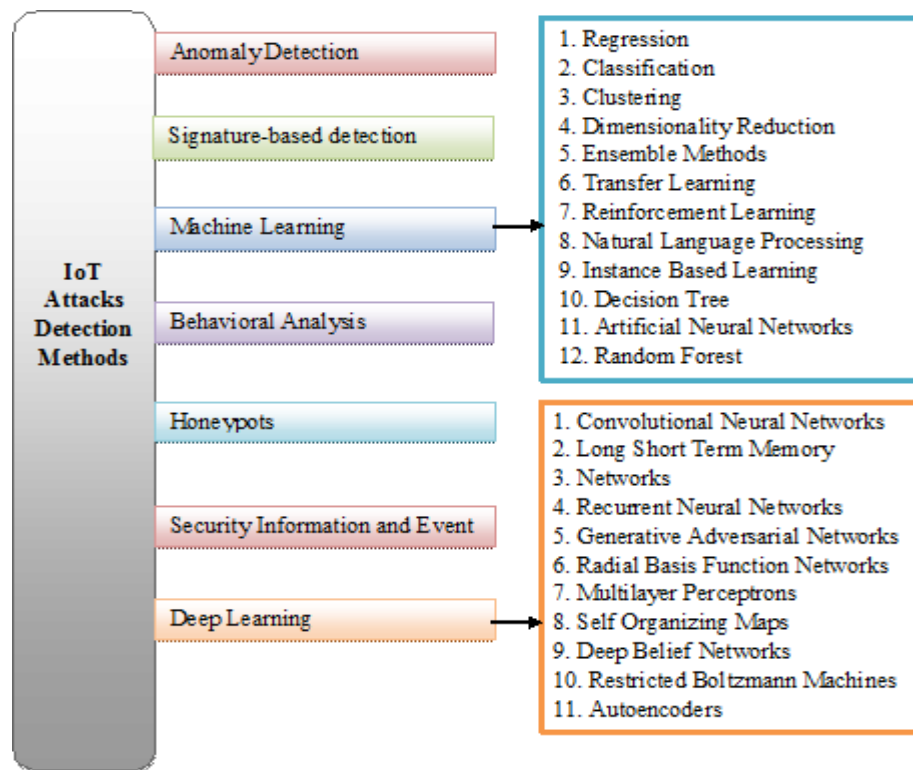 IoT
Attacks
Detection
Methods
Anomaly Detection
Signature-based detection
Machine Learning
Behavioral Analysis
Honeypots
Security Information and Event
Deep Learning
1. Regression
2. Classification
3. Clustering
4. Dimensionality Reduction
5. Ensemble Methods
6. Transfer Learning
7. Reinforcement Learning
8. Natural Language Processing
9. Instance Based Learning
10. Decision Tree
11. Artificial Neural Networks
12. Random Forest
1. Convolutional Neural Networks
2. Long Short Term Memory
3. Networks
4. Recurrent Neural Networks
5. Generative Adversarial Networks
6. Radial Basis Function Networks
7. Multilayer Perceptrons
8. Self Organizing Maps
9. Deep Belief Networks
10. Restricted Boltzmann Machines
11. Autoencoders